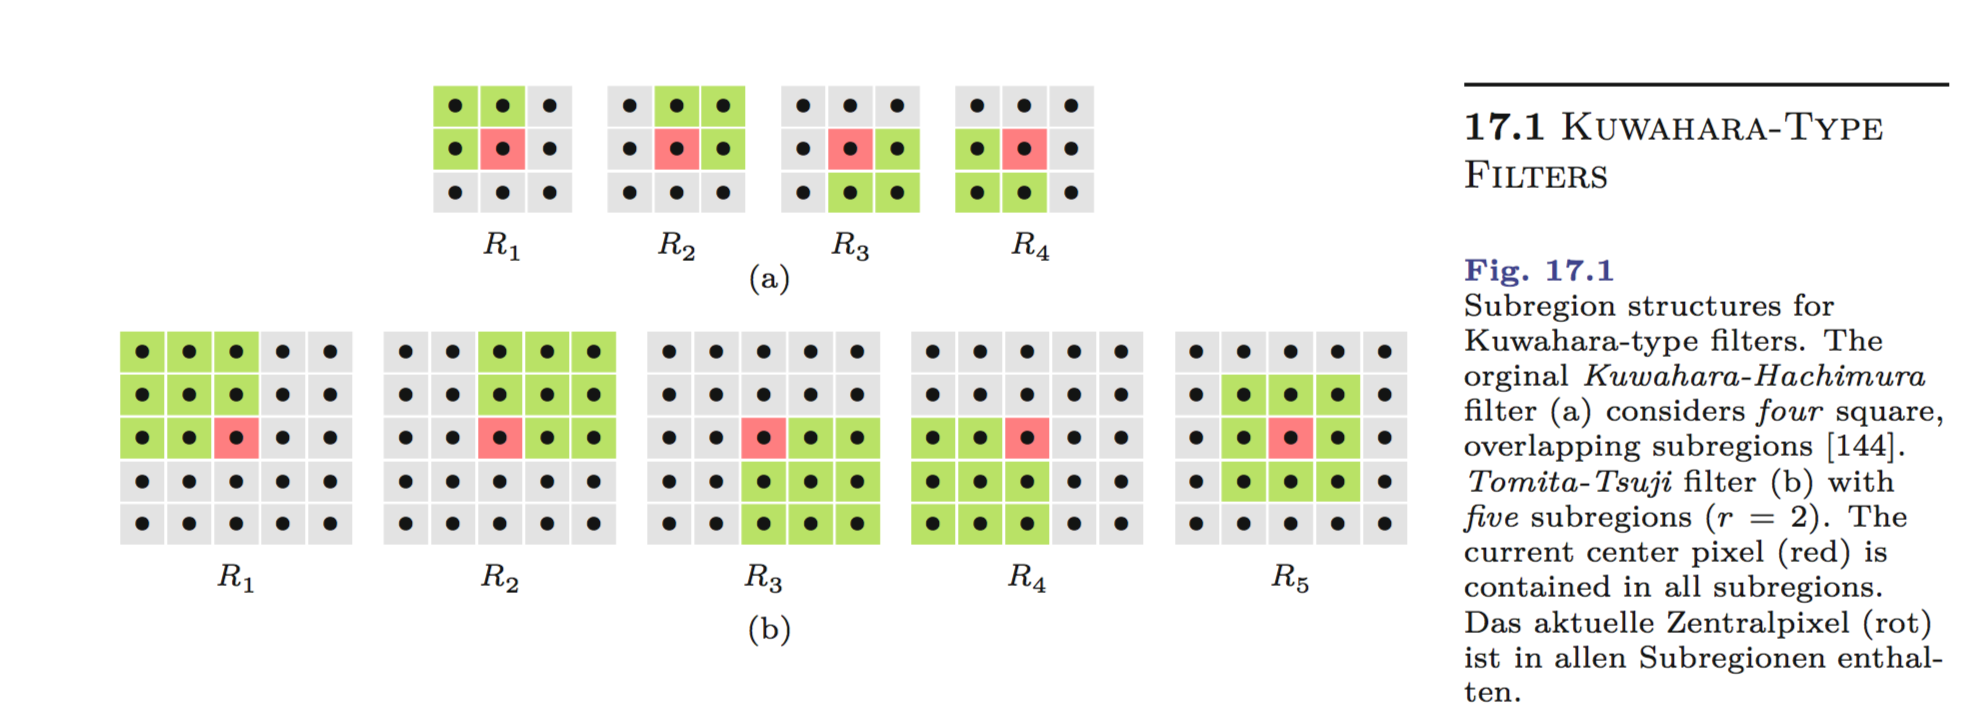 R1 R2 R3 R4
(a)
R1 R2 R3 R4 R5
(b)
17.1 KUWAHARA-TYPE
FILTERS
Fig. 17.1
Subregion structures for
Kuwahara-type filters. The
orginal Kuwahara-Hachimura
filter (a) considers four square,
overlapping subregions [144].
Tomita-Tsuji filter (b) with
five subregions (r = 2). The
current center pixel (red) is
contained in all subregions.
Das aktuelle Zentralpixel (rot)
ist in allen Subregionen enthal-
ten.